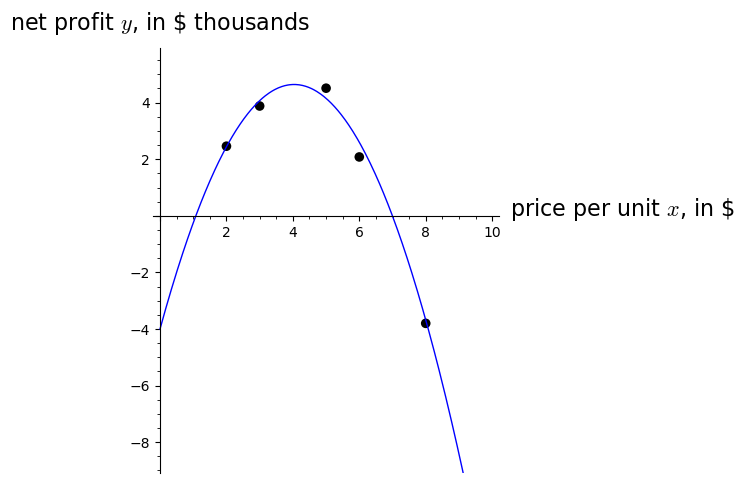 net profit y, in $ thousands
4
2
price per unit x, in $
2 4 6 8 10
−2
−4
−6
−8